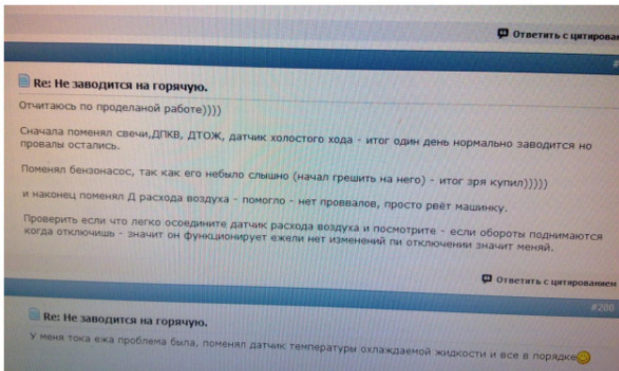 Ответить с цитирован
#
Re: Не заводится на горячую.
Отчитаюсь по проделаной работе))))
Сначала поменял свечи,ДПКВ, ДТОЖ, датчик холостого хода - итог один день нормально заводится но
провалы остались.
Поменял бензонасос, так как его небыло слышно (начал грешить на него) - итог зря купил)))))
и наконец поменял Д расхода воздуха - помогло - нет проввалов, просто рвёт машинку.
Проверить если что легко осоедините датчик расхода воздуха и посмотрите - если обороты поднимаются
когда отключишь - значит он функционирует ежели нет изменений пи отключении значит меняй.
Ответить с цитированием
#200
Re: Не заводится на горячую.
У меня тока ежа проблема была, поменял датчик температуры охлаждаемой жидкости и все в порядке